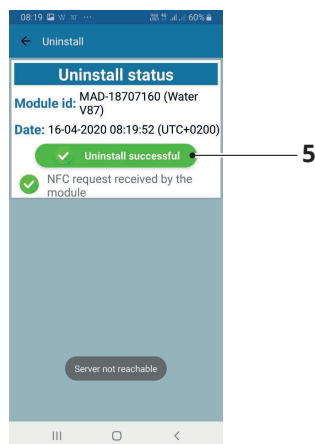 08:19 60%
Uninstall
Uninstall status
Module id: MAD-18707160 (Water
V87)
Date: 16-04-2020 08:19:52 (UTC+0200)
Uninstall successful
5
NFC request received by the
module
Server not reachable